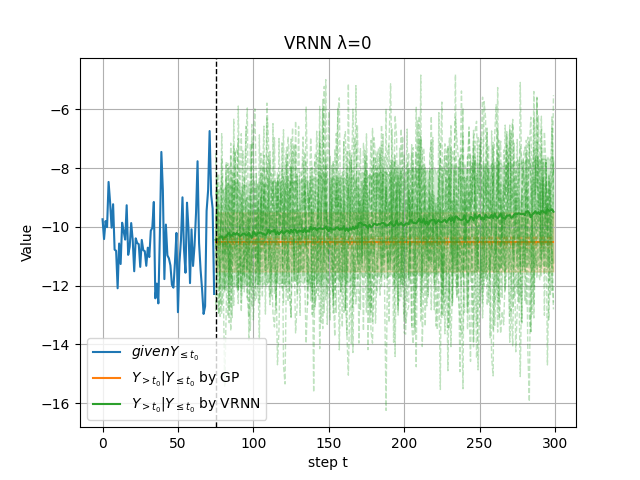 VRNN λ=0
Value
−6
−8
−10
−12
−14
−16
given Y≤t₀
Y>t₀|Y≤t₀ by GP
Y>t₀|Y≤t₀ by VRNN
0 50 100 150 200 250 300
step t